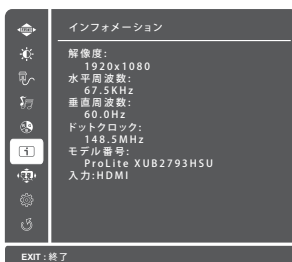 インフォメーション
解像度:
1920x1080
水平周波数:
67.5KHz
垂直周波数:
60.0Hz
ドットクロック:
148.5MHz
モデル番号:
ProLite XUB2793HSU
入力:HDMI
EXIT : 終了